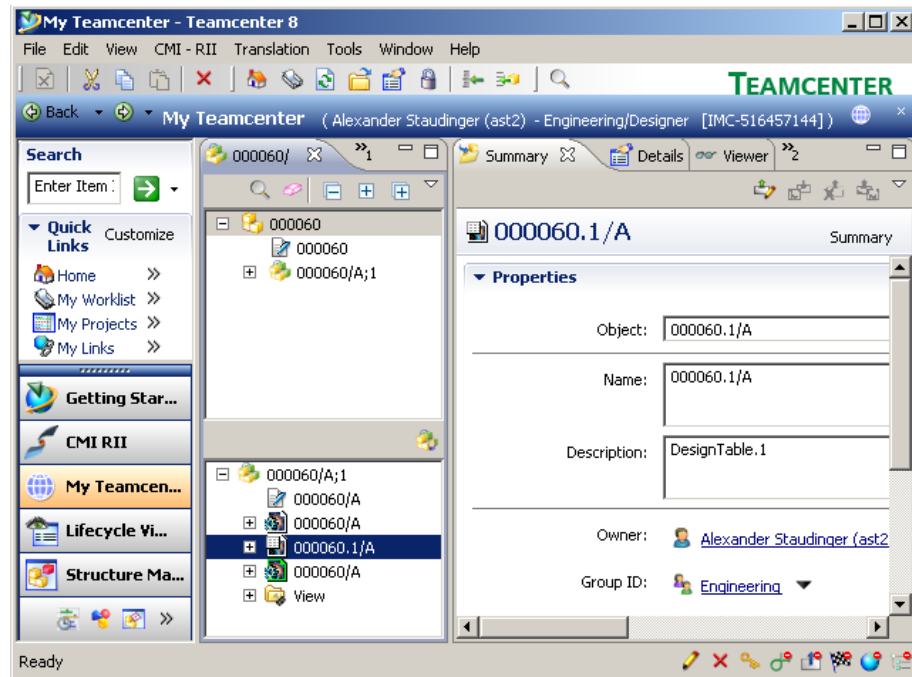 My Teamcenter - Teamcenter 8
File Edit View CMI - RII Translation Tools Window Help
TEAMCENTER
Back My Teamcenter ( Alexander Staudinger (ast2) - Engineering/Designer [IMC-516457144] )
Search
Enter Item :
Quick Links Customize
Home
My Worklist
My Projects
My Links
Getting Star...
CMI RII
My Teamcen...
Lifecycle Vi...
Structure Ma...
000060/ 1
000060
000060
000060/A;1
000060/A;1
000060/A
000060/A
000060.1/A
000060/A
View
Summary Details Viewer 2
000060.1/A Summary
Properties
Object: 000060.1/A
Name: 000060.1/A
Description: DesignTable.1
Owner: Alexander Staudinger (ast2
Group ID: Engineering
Ready